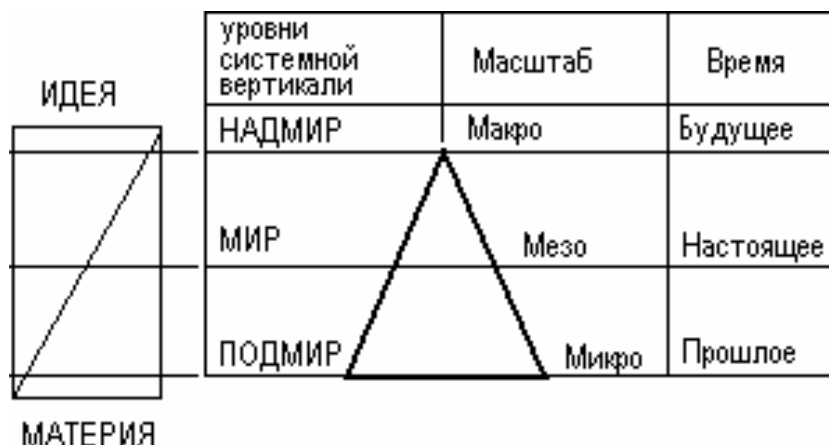 ИДЕЯ
уровни
системной
вертикали
Масштаб
Время
НАДМИР
Макро
Будущее
МИР
Мезо
Настоящее
ПОДМИР
Микро
Прошлое
МАТЕРИЯ